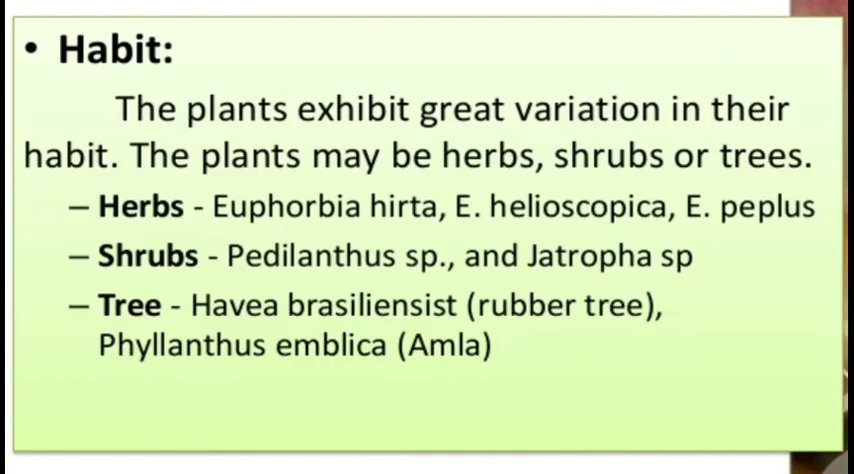 • Habit:
The plants exhibit great variation in their
habit. The plants may be herbs, shrubs or trees.
– Herbs - Euphorbia hirta, E. helioscopica, E. peplus
– Shrubs - Pedilanthus sp., and Jatropha sp
– Tree - Havea brasiliensist (rubber tree),
Phyllanthus emblica (Amla)